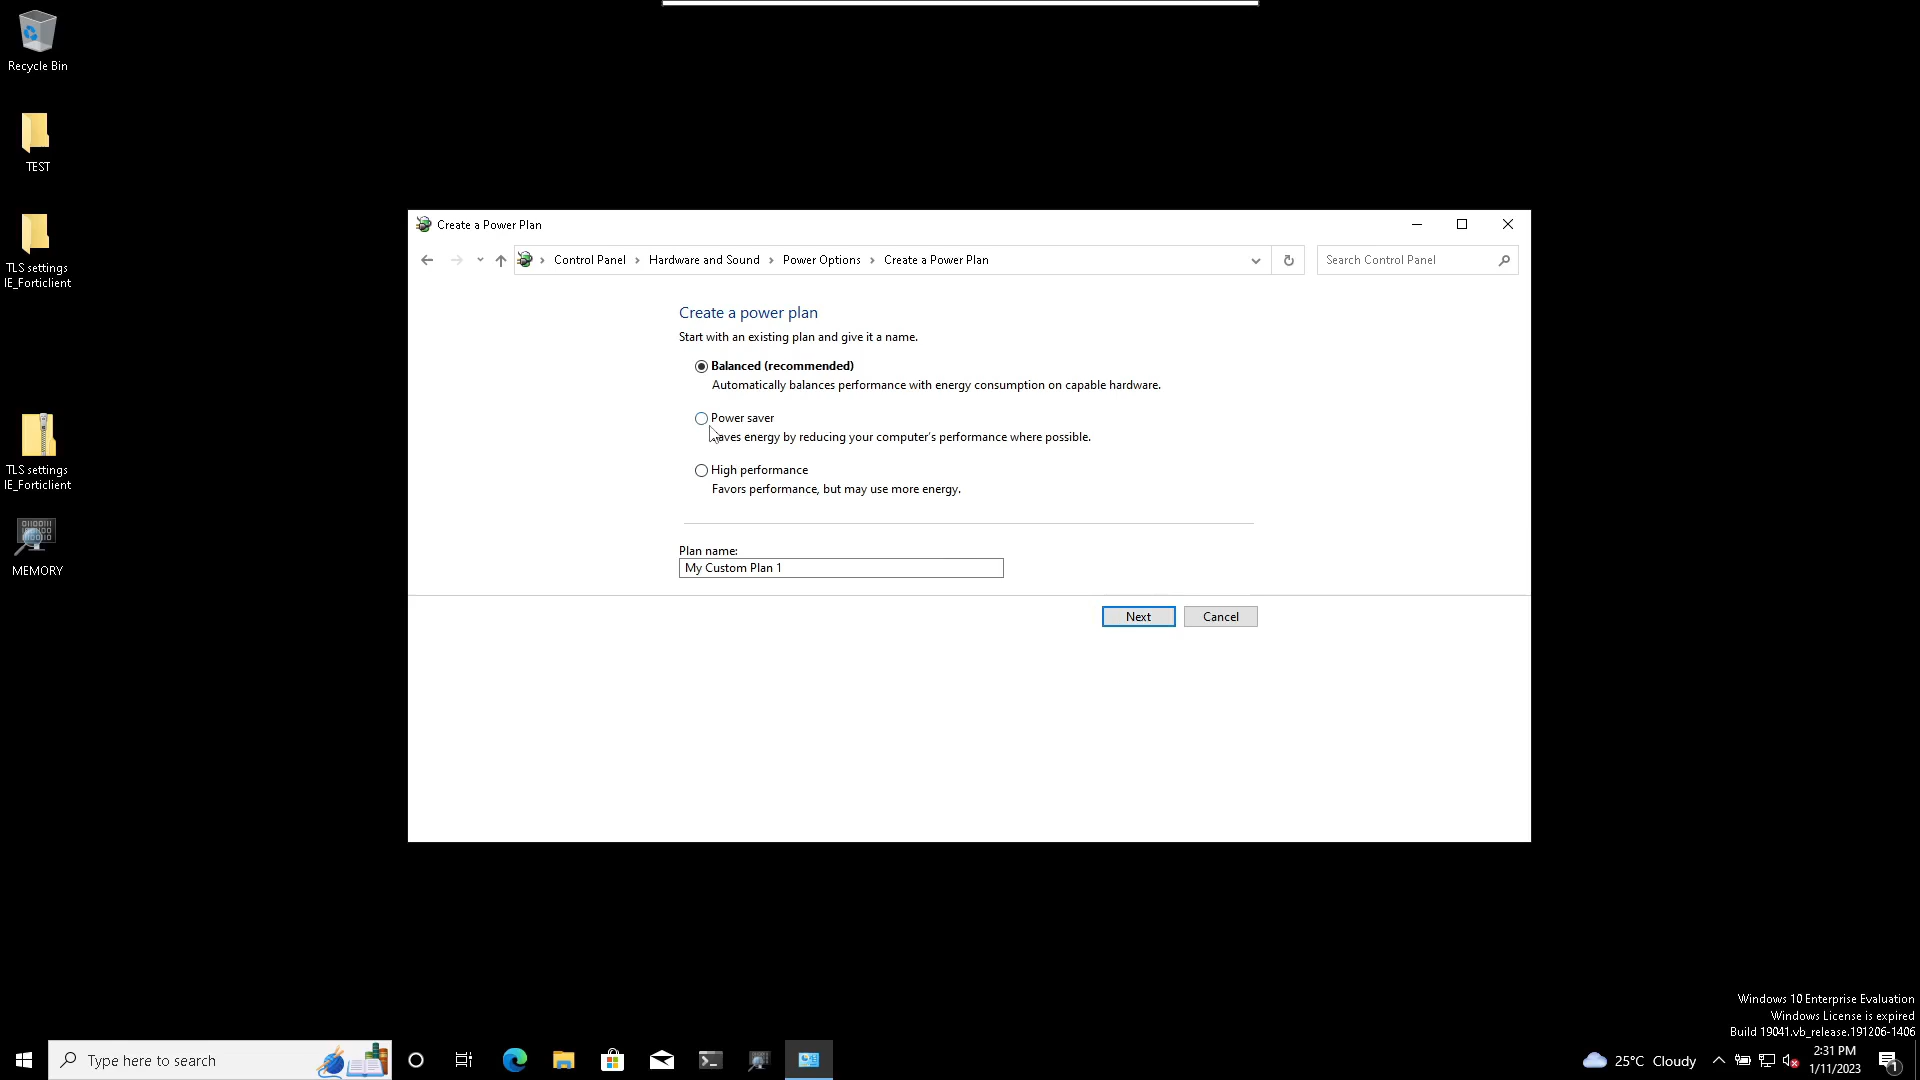 Recycle Bin
TEST
TLS settings
IE_Forticlient
TLS settings
IE_Forticlient
MEMORY
Create a Power Plan
Control Panel > Hardware and Sound > Power Options > Create a Power Plan
Search Control Panel
Create a power plan
Start with an existing plan and give it a name.
Balanced (recommended)
Automatically balances performance with energy consumption on capable hardware.
Power saver
aves energy by reducing your computer's performance where possible.
High performance
Favors performance, but may use more energy.
Plan name:
My Custom Plan 1
Next
Cancel
Windows 10 Enterprise Evaluation
Windows License is expired
Build 19041.vb_release.191206-1406
Type here to search
25°C Cloudy
2:31 PM
1/11/2023
1